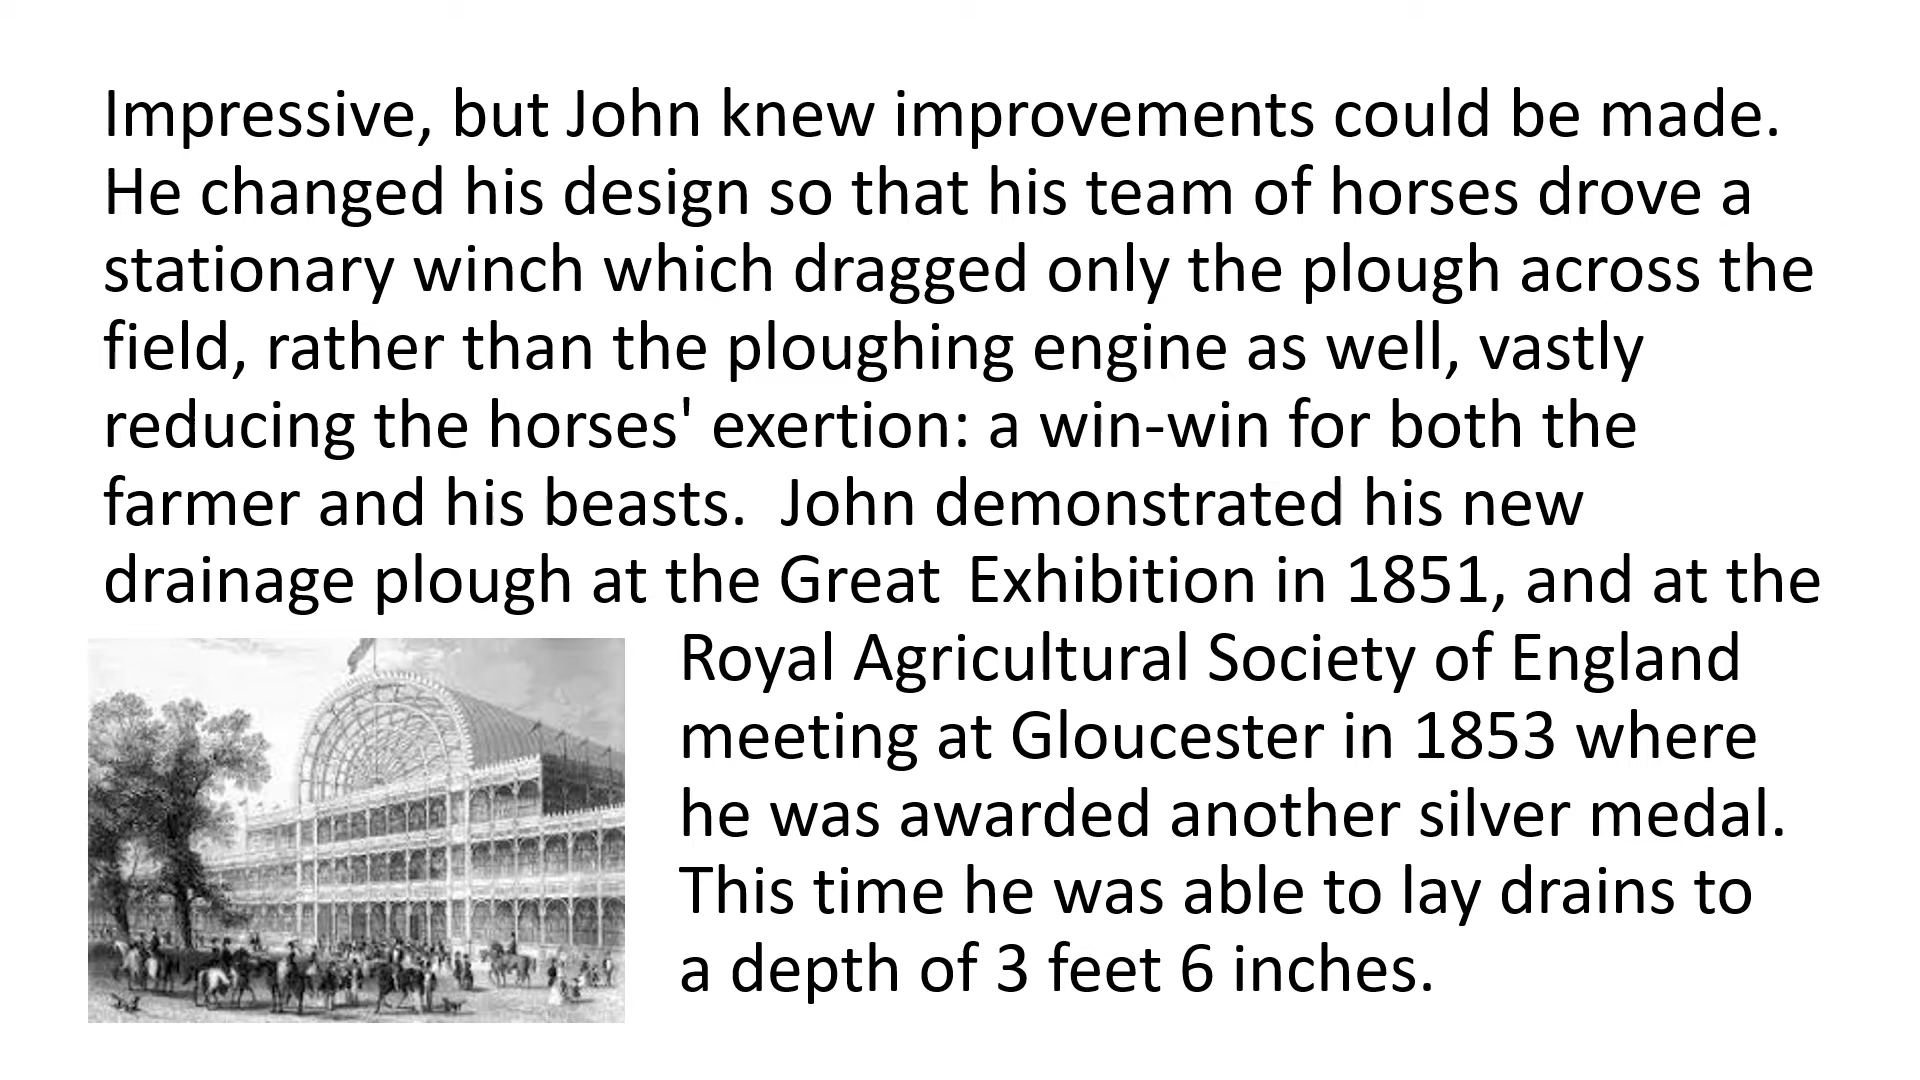 Impressive, but John knew improvements could be made.
He changed his design so that his team of horses drove a
stationary winch which dragged only the plough across the
field, rather than the ploughing engine as well, vastly
reducing the horses' exertion: a win-win for both the
farmer and his beasts.  John demonstrated his new
drainage plough at the Great Exhibition in 1851, and at the
Royal Agricultural Society of England
meeting at Gloucester in 1853 where
he was awarded another silver medal.
This time he was able to lay drains to
a depth of 3 feet 6 inches.